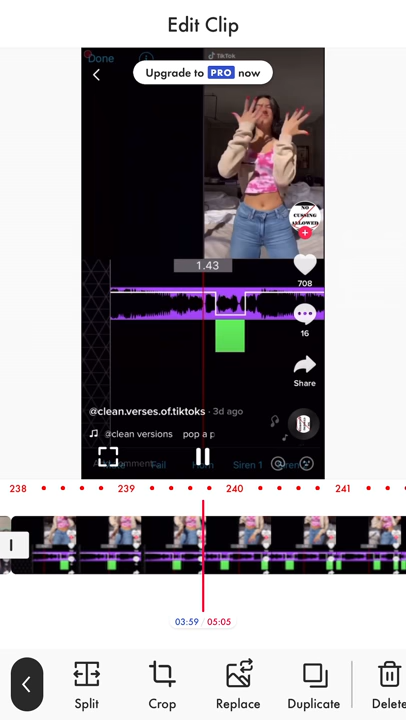 Edit Clip
Done
TikTok
Upgrade to PRO now
NO
CUSSING
ALLOWED
1.43
708
16
Share
@clean.verses.of.tiktoks · 3d ago
@clean versions pop a p
Fail
Siren 1
238 239 240 241
03:59 05:05
Split Crop Replace Duplicate Delete